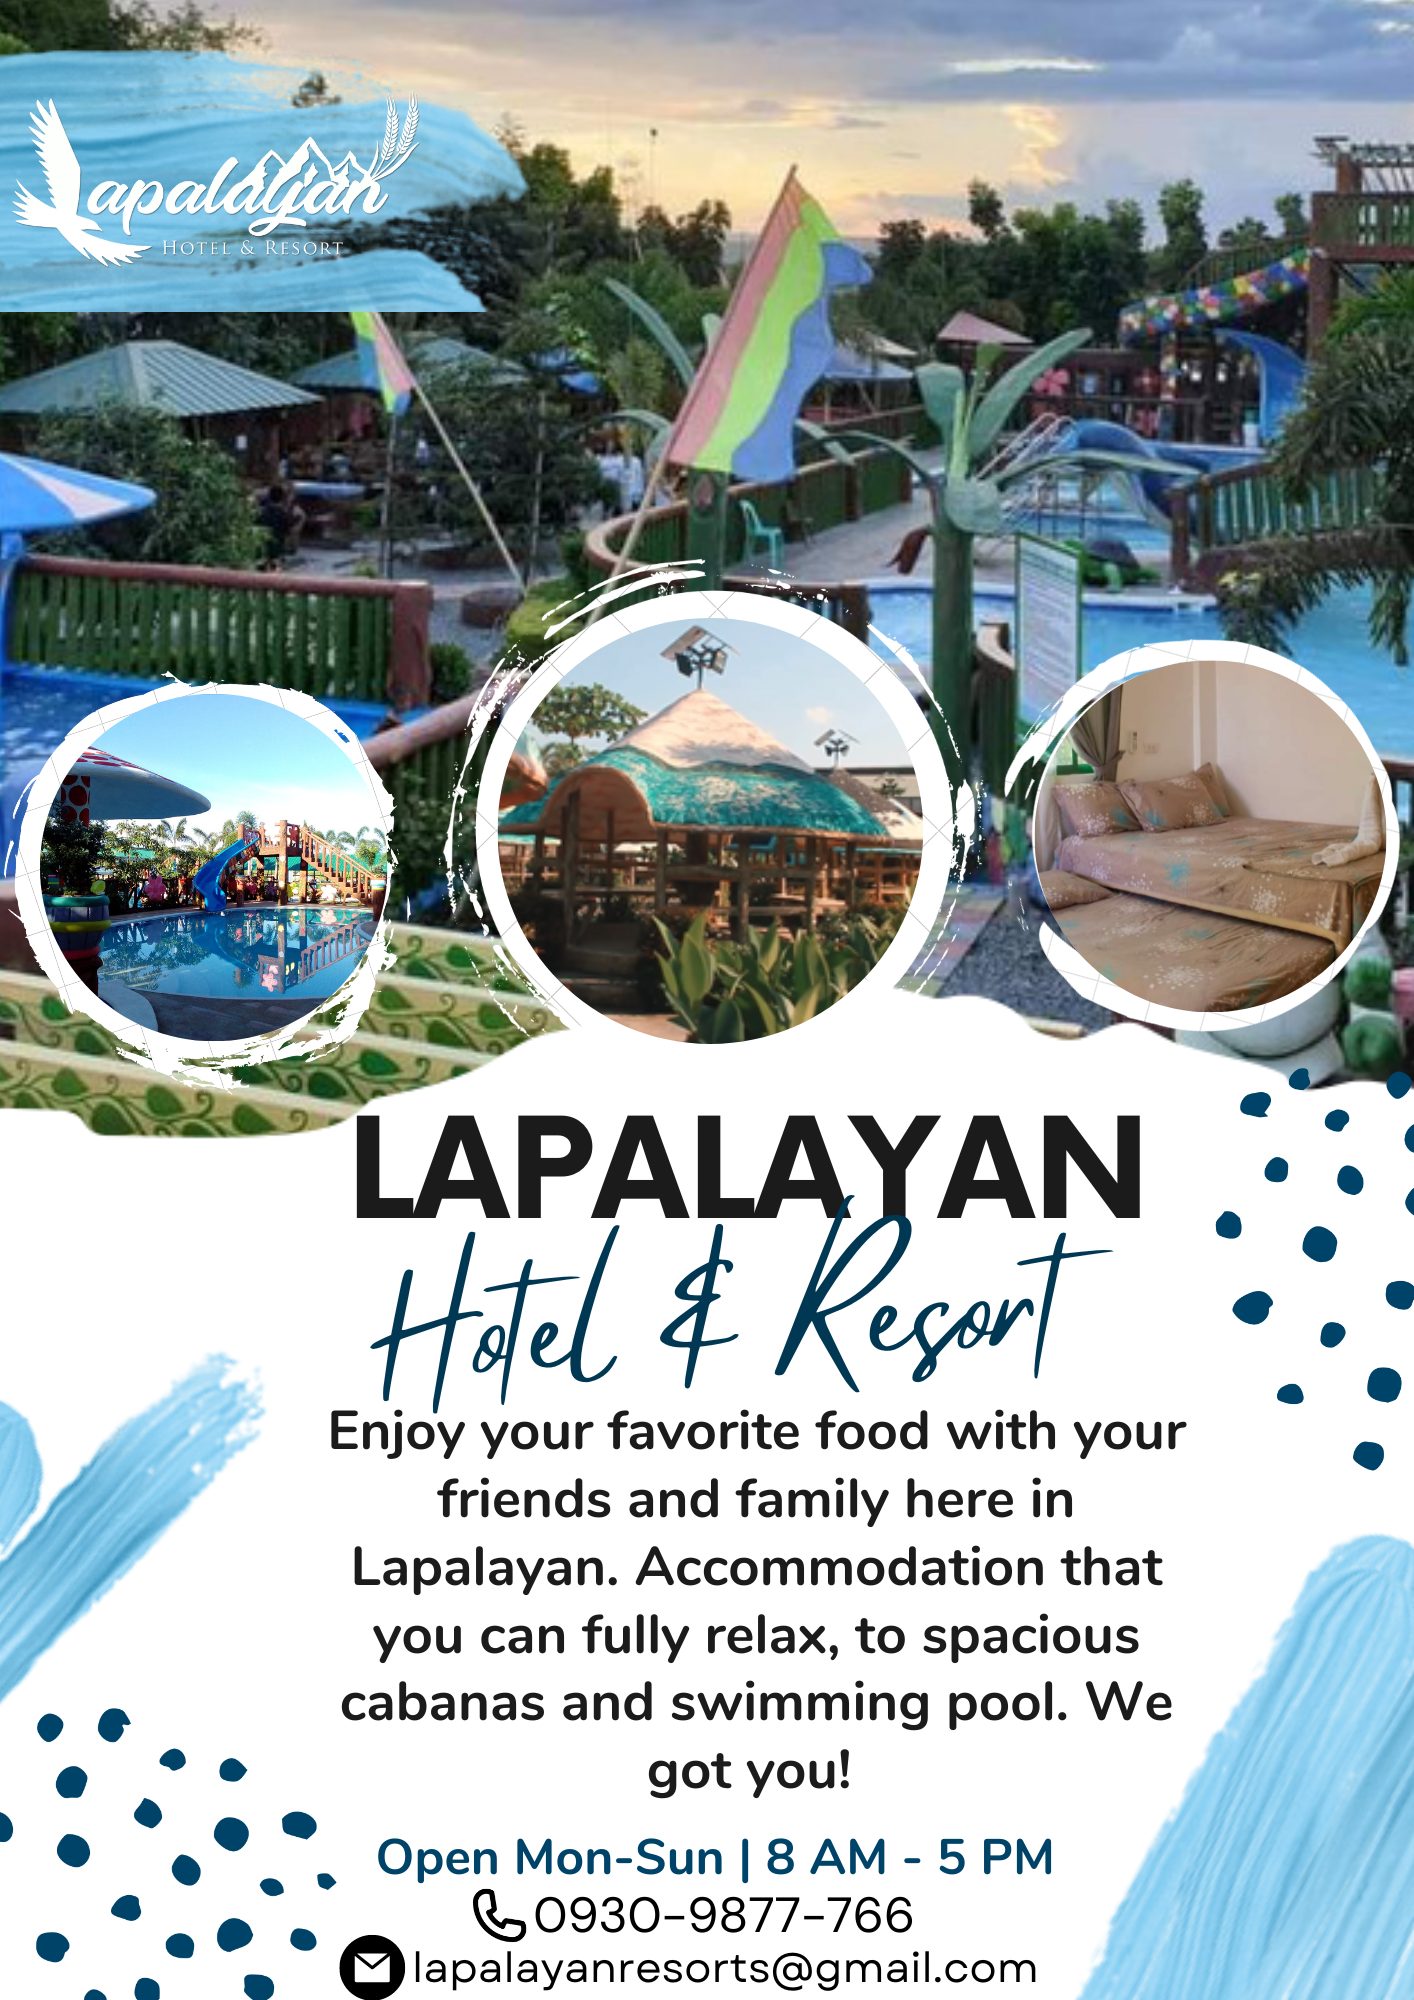 Lapalayan
HOTEL & RESORT
LAPALAYAN
Hotel & Resort
Enjoy your favorite food with your
friends and family here in
Lapalayan. Accommodation that
you can fully relax, to spacious
cabanas and swimming pool. We
got you!
Open Mon-Sun | 8 AM - 5 PM
0930-9877-766
lapalayanresorts@gmail.com